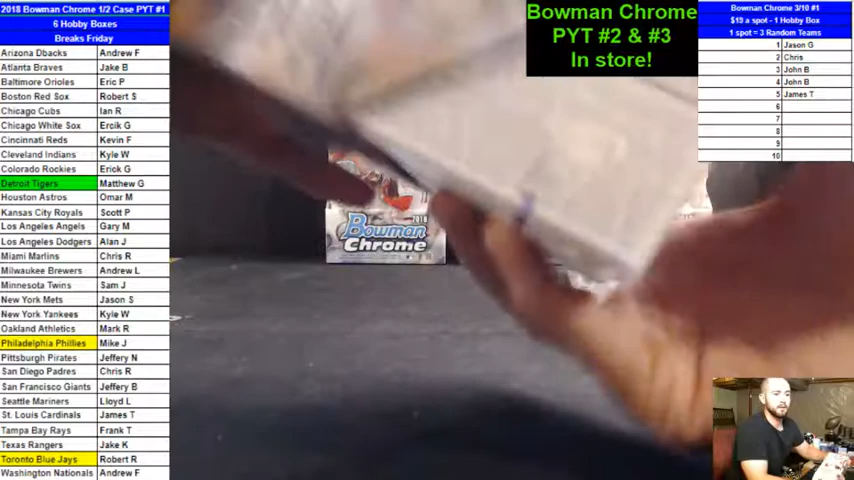 2018 Bowman Chrome 1/2 Case PYT #1
6 Hobby Boxes
Breaks Friday
Arizona Dbacks Andrew F
Atlanta Braves Jake B
Baltimore Orioles Eric P
Boston Red Sox Robert S
Chicago Cubs Ian R
Chicago White Sox Ercik G
Cincinnati Reds Kevin F
Cleveland Indians Kyle W
Colorado Rockies Erick G
Detroit Tigers Matthew G
Houston Astros Omar M
Kansas City Royals Scott P
Los Angeles Angels Gary M
Los Angeles Dodgers Alan J
Miami Marlins Chris R
Milwaukee Brewers Andrew L
Minnesota Twins Sam J
New York Mets Jason S
New York Yankees Kyle W
Oakland Athletics Mark R
Philadelphia Phillies Mike J
Pittsburgh Pirates Jeffery N
San Diego Padres Chris R
San Francisco Giants Jeffery B
Seattle Mariners Lloyd L
St. Louis Cardinals James T
Tampa Bay Rays Frank T
Texas Rangers Jake K
Toronto Blue Jays Robert R
Washington Nationals Andrew F
Bowman Chrome
PYT #2 & #3
In store!
Bowman Chrome 3/10 #1
$19 a spot - 1 Hobby Box
1 spot = 3 Random Teams
1 Jason G
2 Chris
3 John B
4 John B
5 James T
6
7
8
9
10
2018
Bowman
Chrome